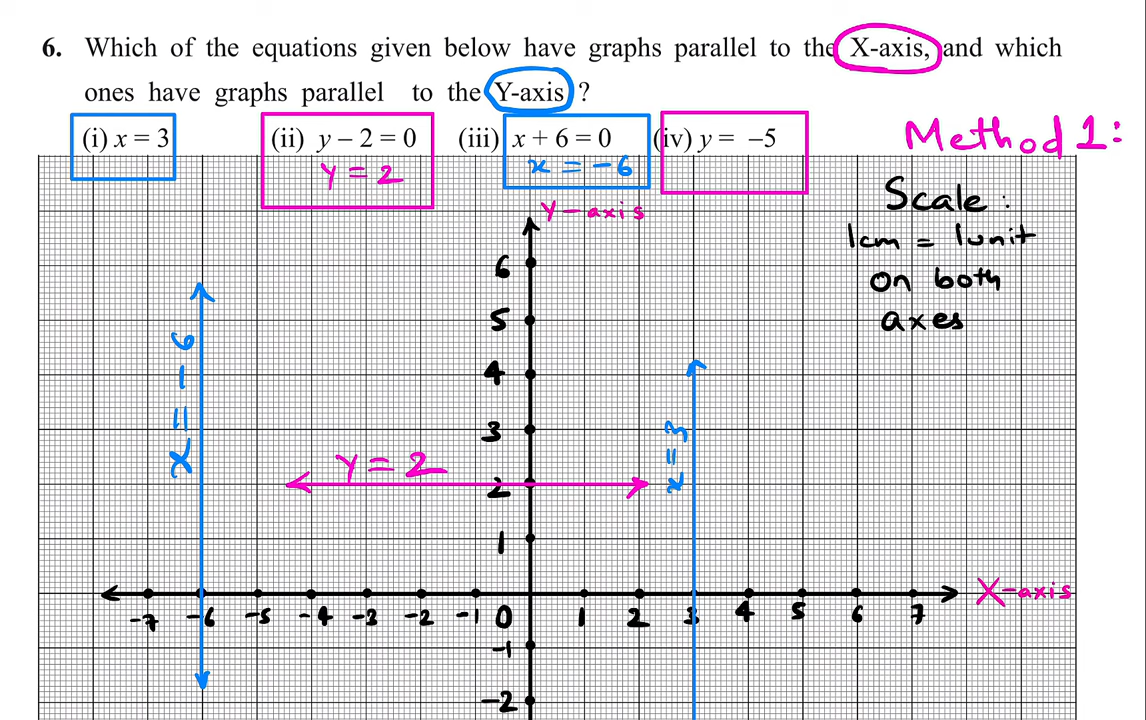 6. Which of the equations given below have graphs parallel to the X-axis, and which
ones have graphs parallel to the Y-axis ?
(i) x = 3 (ii) y – 2 = 0 (iii) x + 6 = 0 (iv) y = –5
y = 2
x = -6
Method 1:
Scale :
1cm = 1unit
on both
axes
Y-axis
6
5
4
3
2
1
x = -6
y = 2
x = 3
-7 -6 -5 -4 -3 -2 -1 0 1 2 3 4 5 6 7
X-axis
-1
-2